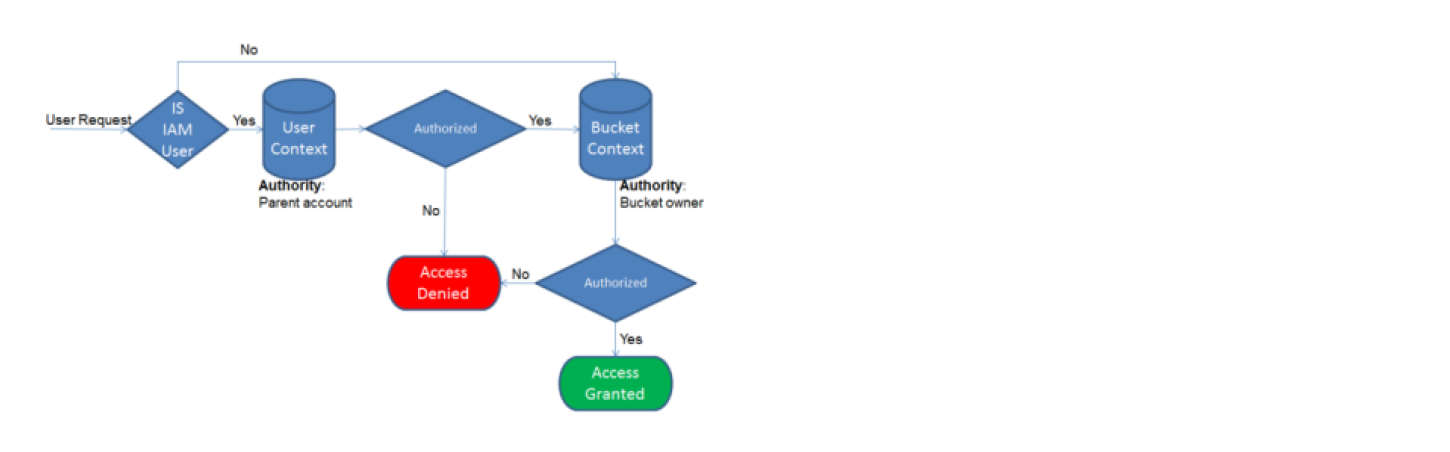 No
User Request
IS
IAM
User
Yes
User
Context
Authority:
Parent account
Authorized
Yes
Bucket
Context
Authority:
Bucket owner
No
Access
Denied
No
Authorized
Yes
Access
Granted